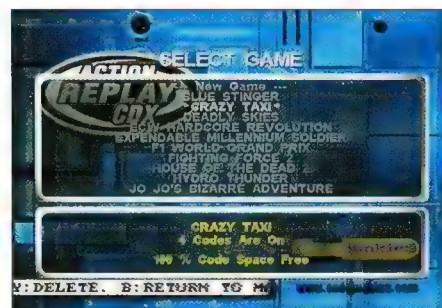 SELECT GAME
ACTION
REPLAY
CDX
--- New Game ---
BLUE STINGER
*CRAZY TAXI*
DEADLY SKIES
ECW HARDCORE REVOLUTION
EXPENDABLE MILLENNIUM SOLDIER
F1 WORLD GRAND PRIX
FIGHTING FORCE 2
HOUSE OF THE DEAD
HYDRO THUNDER
JO JO'S BIZARRE ADVENTURE
CRAZY TAXI
Codes Are On
100 % Code Space Free
Y:DELETE. B:RETURN TO